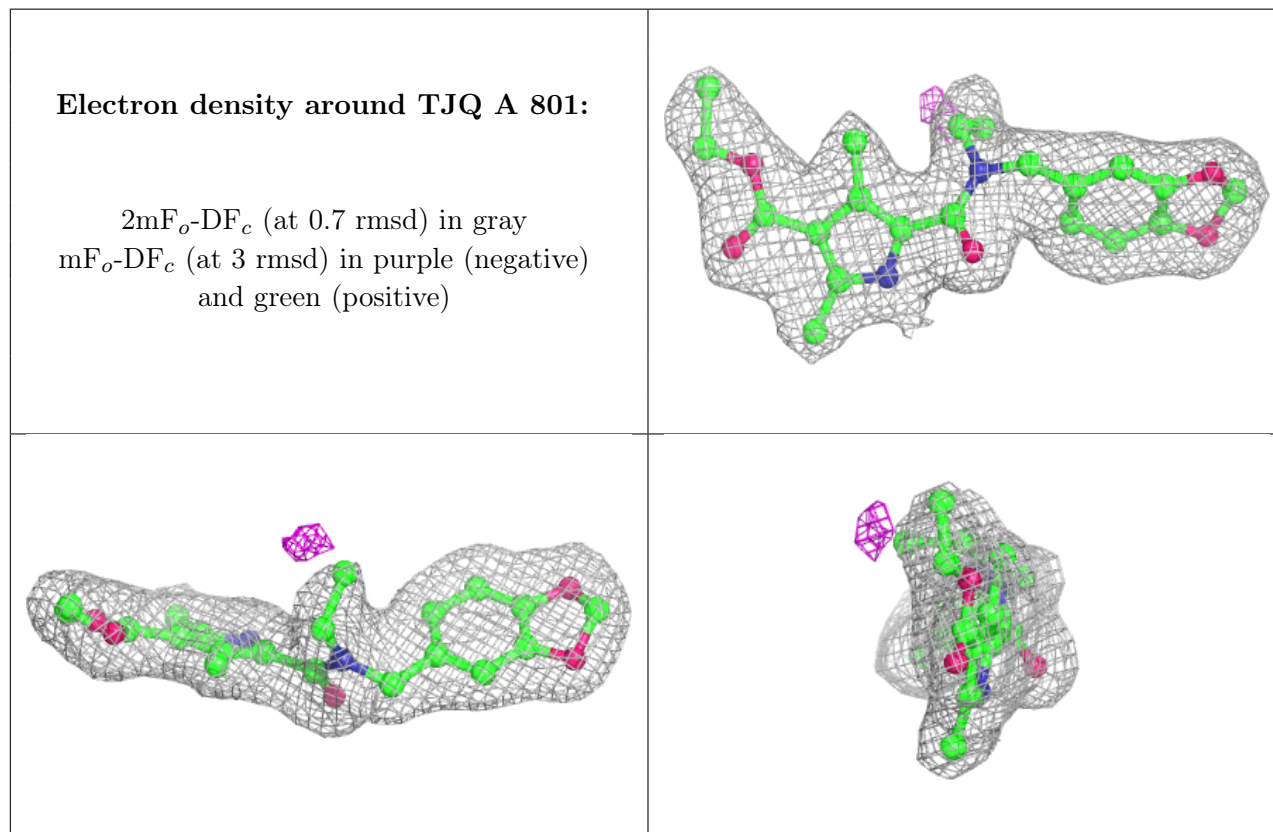 Electron density around TJQ A 801:
2mFo-DFc (at 0.7 rmsd) in gray
mFo-DFc (at 3 rmsd) in purple (negative)
and green (positive)